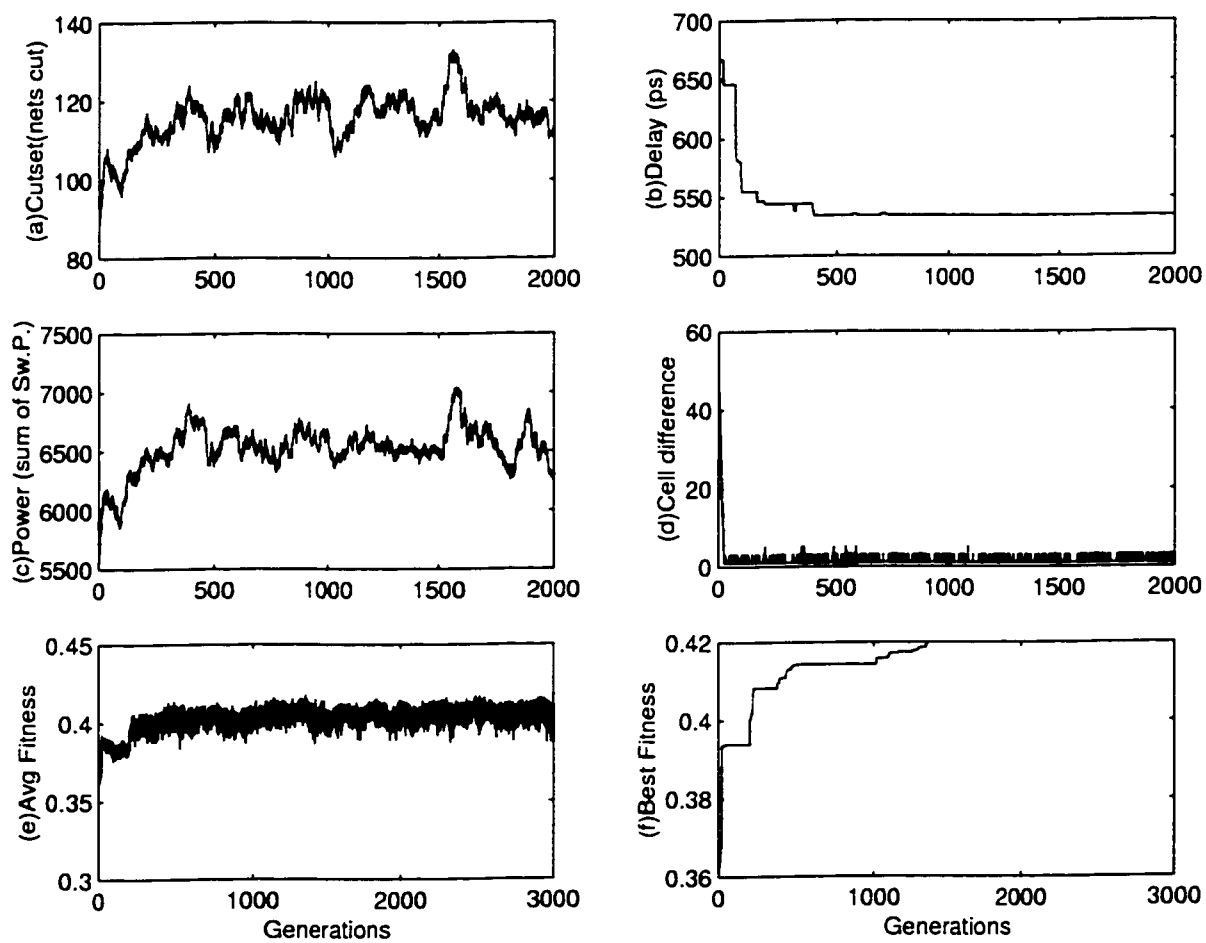 (a)Cutset(nets cut)
140
120
100
80
0 500 1000 1500 2000
(b)Delay (ps)
700
650
600
550
500
0 500 1000 1500 2000
(c)Power (sum of Sw.P.)
7500
7000
6500
6000
5500
0 500 1000 1500 2000
(d)Cell difference
60
40
20
0
0 500 1000 1500 2000
(e)Avg Fitness
0.45
0.4
0.35
0.3
0 1000 2000 3000
Generations
(f)Best Fitness
0.42
0.4
0.38
0.36
0 1000 2000 3000
Generations